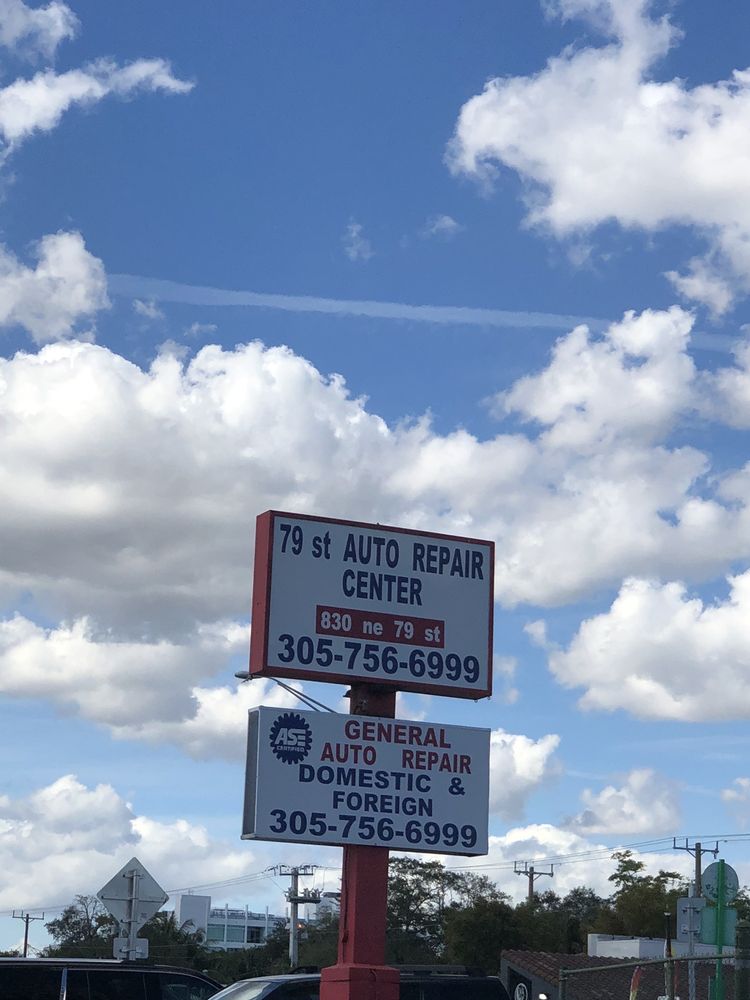 79 st AUTO REPAIR
CENTER
830 ne 79 st
305-756-6999
ASE
CERTIFIED
GENERAL
AUTO REPAIR
DOMESTIC &
FOREIGN
305-756-6999